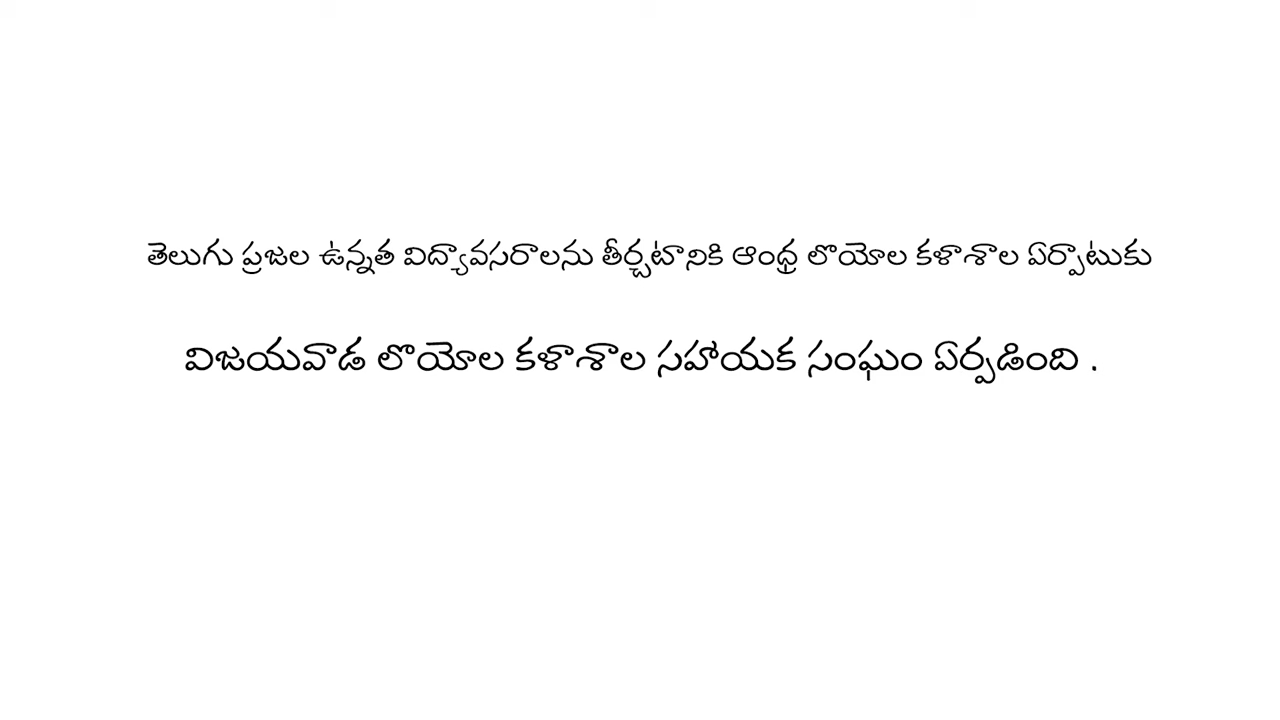 తెలుగు ప్రజల ఉన్నత విద్యావసరాలను తీర్చటానికి ఆంధ్ర లొయోల కళాశాల ఏర్పాటుకు
విజయవాడ లొయోల కళాశాల సహాయక సంఘం ఏర్పడింది .